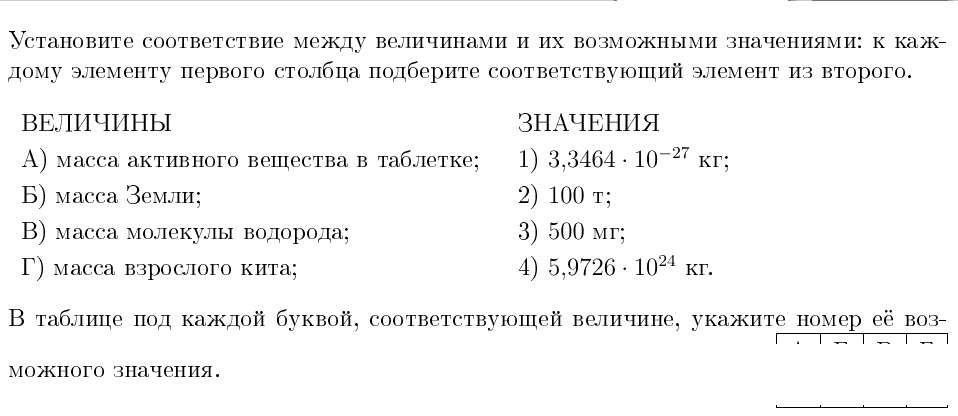 Установите соответствие между величинами и их возможными значениями: к каж-
дому элементу первого столбца подберите соответствующий элемент из второго.
ВЕЛИЧИНЫ ЗНАЧЕНИЯ
А) масса активного вещества в таблетке; 1) 3,3464 · 10⁻²⁷ кг;
Б) масса Земли; 2) 100 т;
В) масса молекулы водорода; 3) 500 мг;
Г) масса взрослого кита; 4) 5,9726 · 10²⁴ кг.
В таблице под каждой буквой, соответствующей величине, укажите номер её воз-
можного значения.